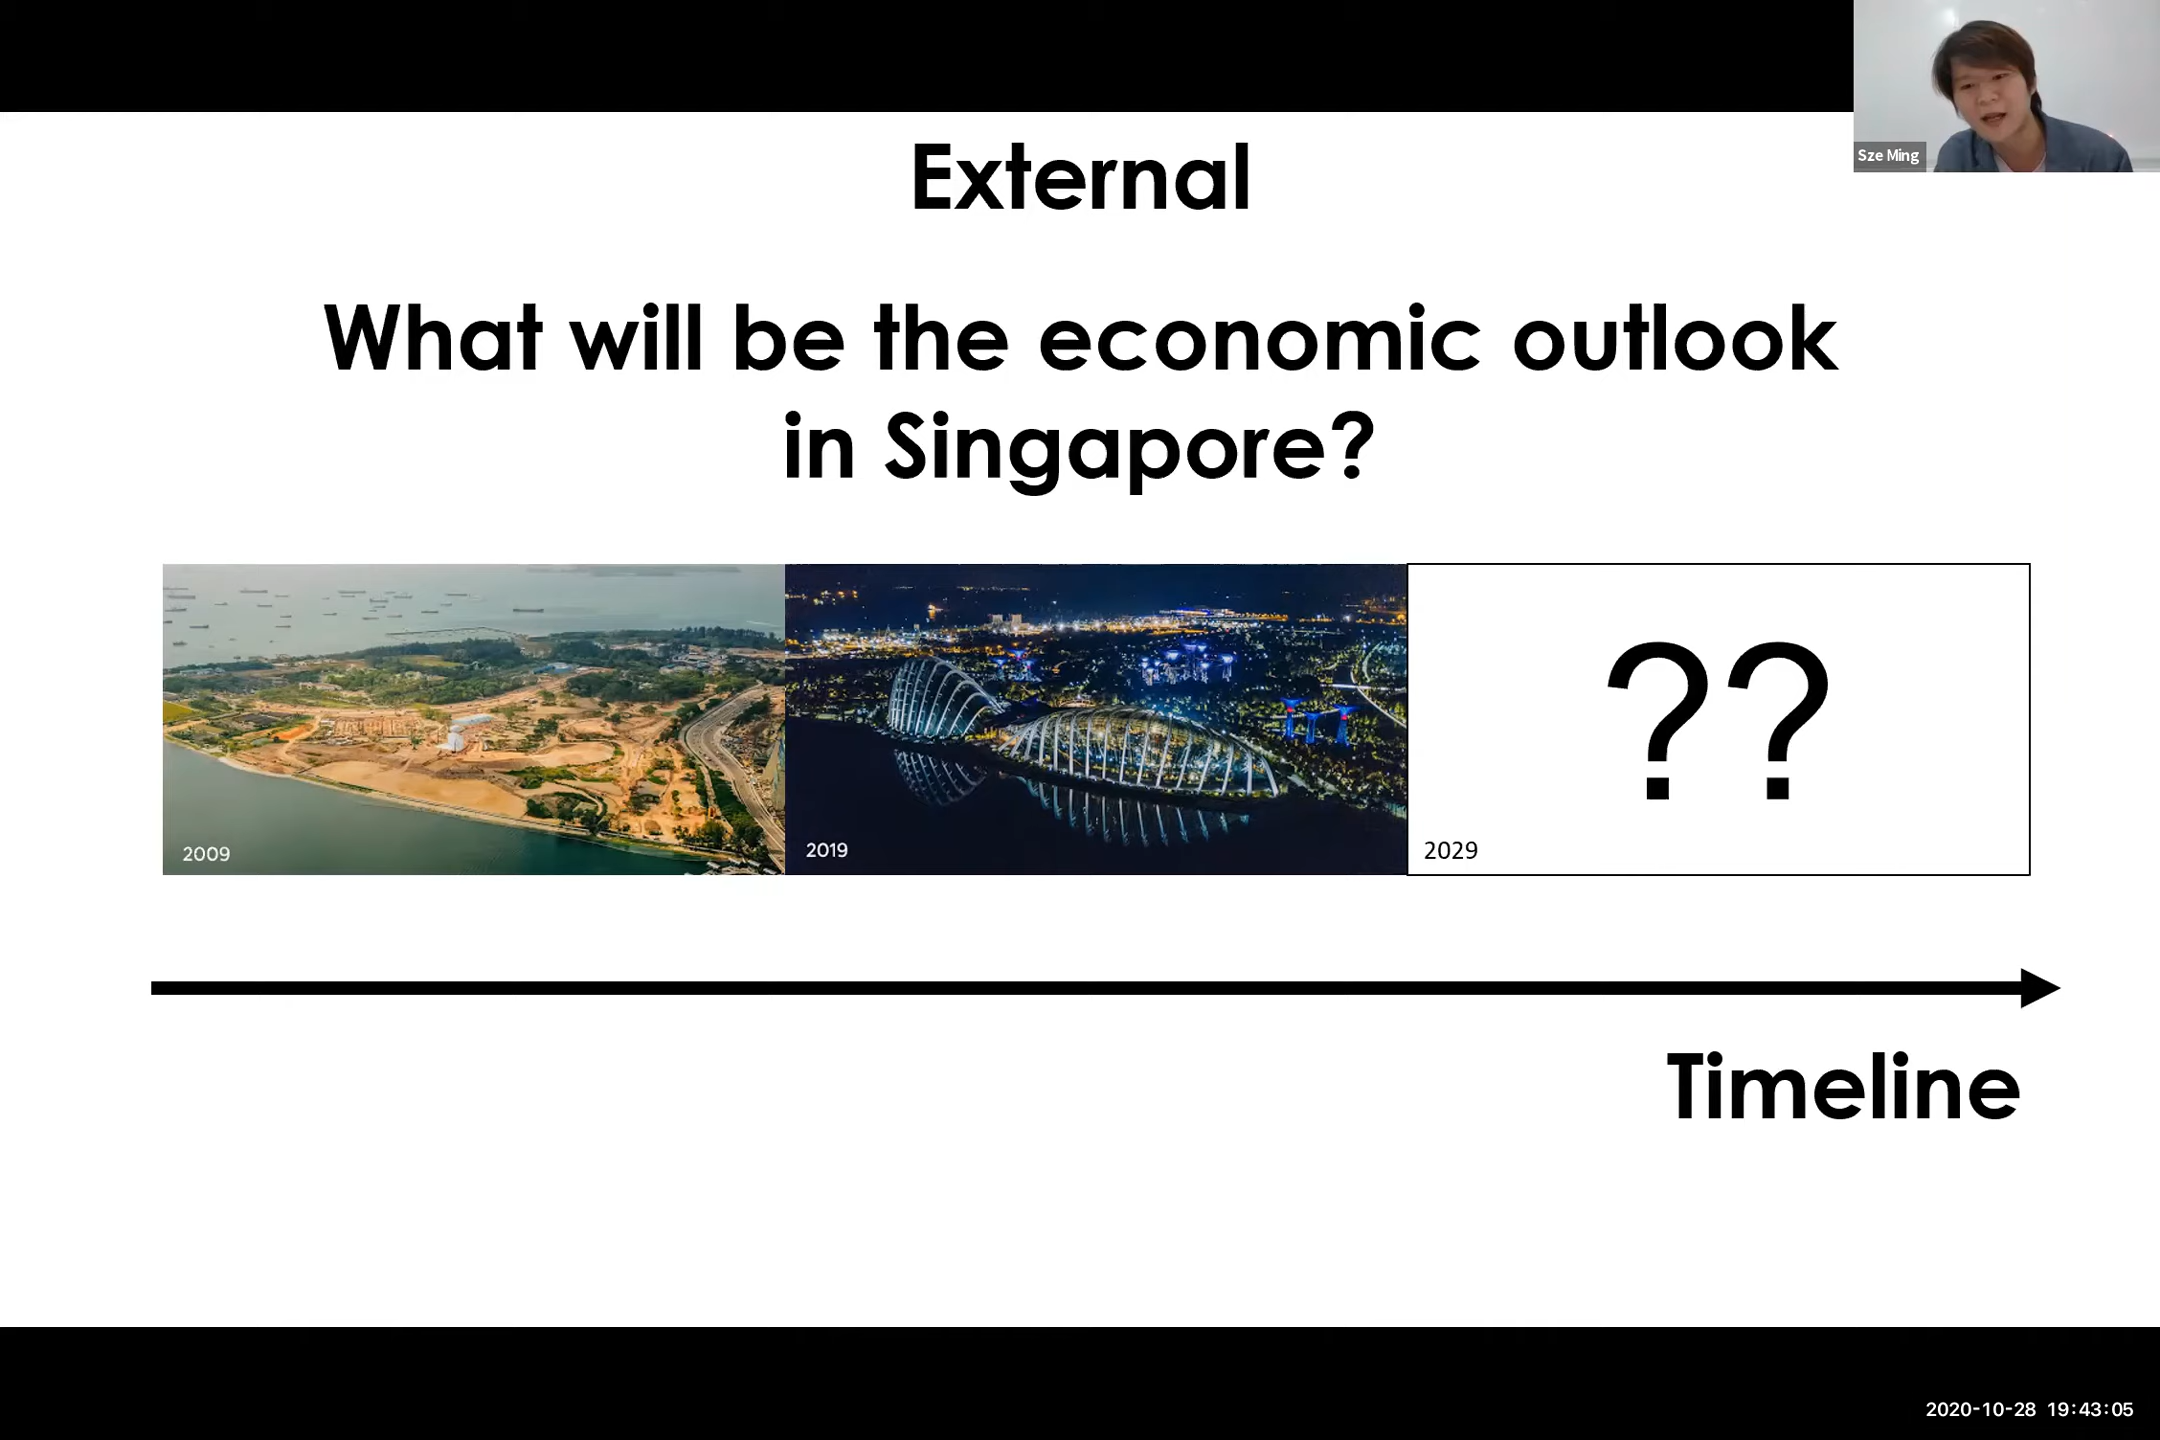 Sze Ming
External
What will be the economic outlook
in Singapore?
??
2009
2019
2029
Timeline
2020-10-28 19:43:05